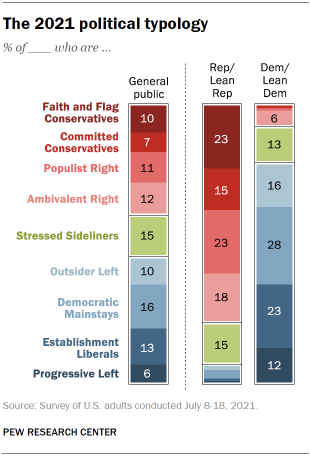 The 2021 political typology
% of ___ who are ...
General public
Rep/Lean Rep
Dem/Lean Dem
Faith and Flag Conservatives 10 23 6
Committed Conservatives 7 15
Populist Right 11 23
Ambivalent Right 12 18
Stressed Sideliners 15 15 13
Outsider Left 10 16
Democratic Mainstays 16 28
Establishment Liberals 13 23
Progressive Left 6 12
Source: Survey of U.S. adults conducted July 8-18, 2021.
PEW RESEARCH CENTER